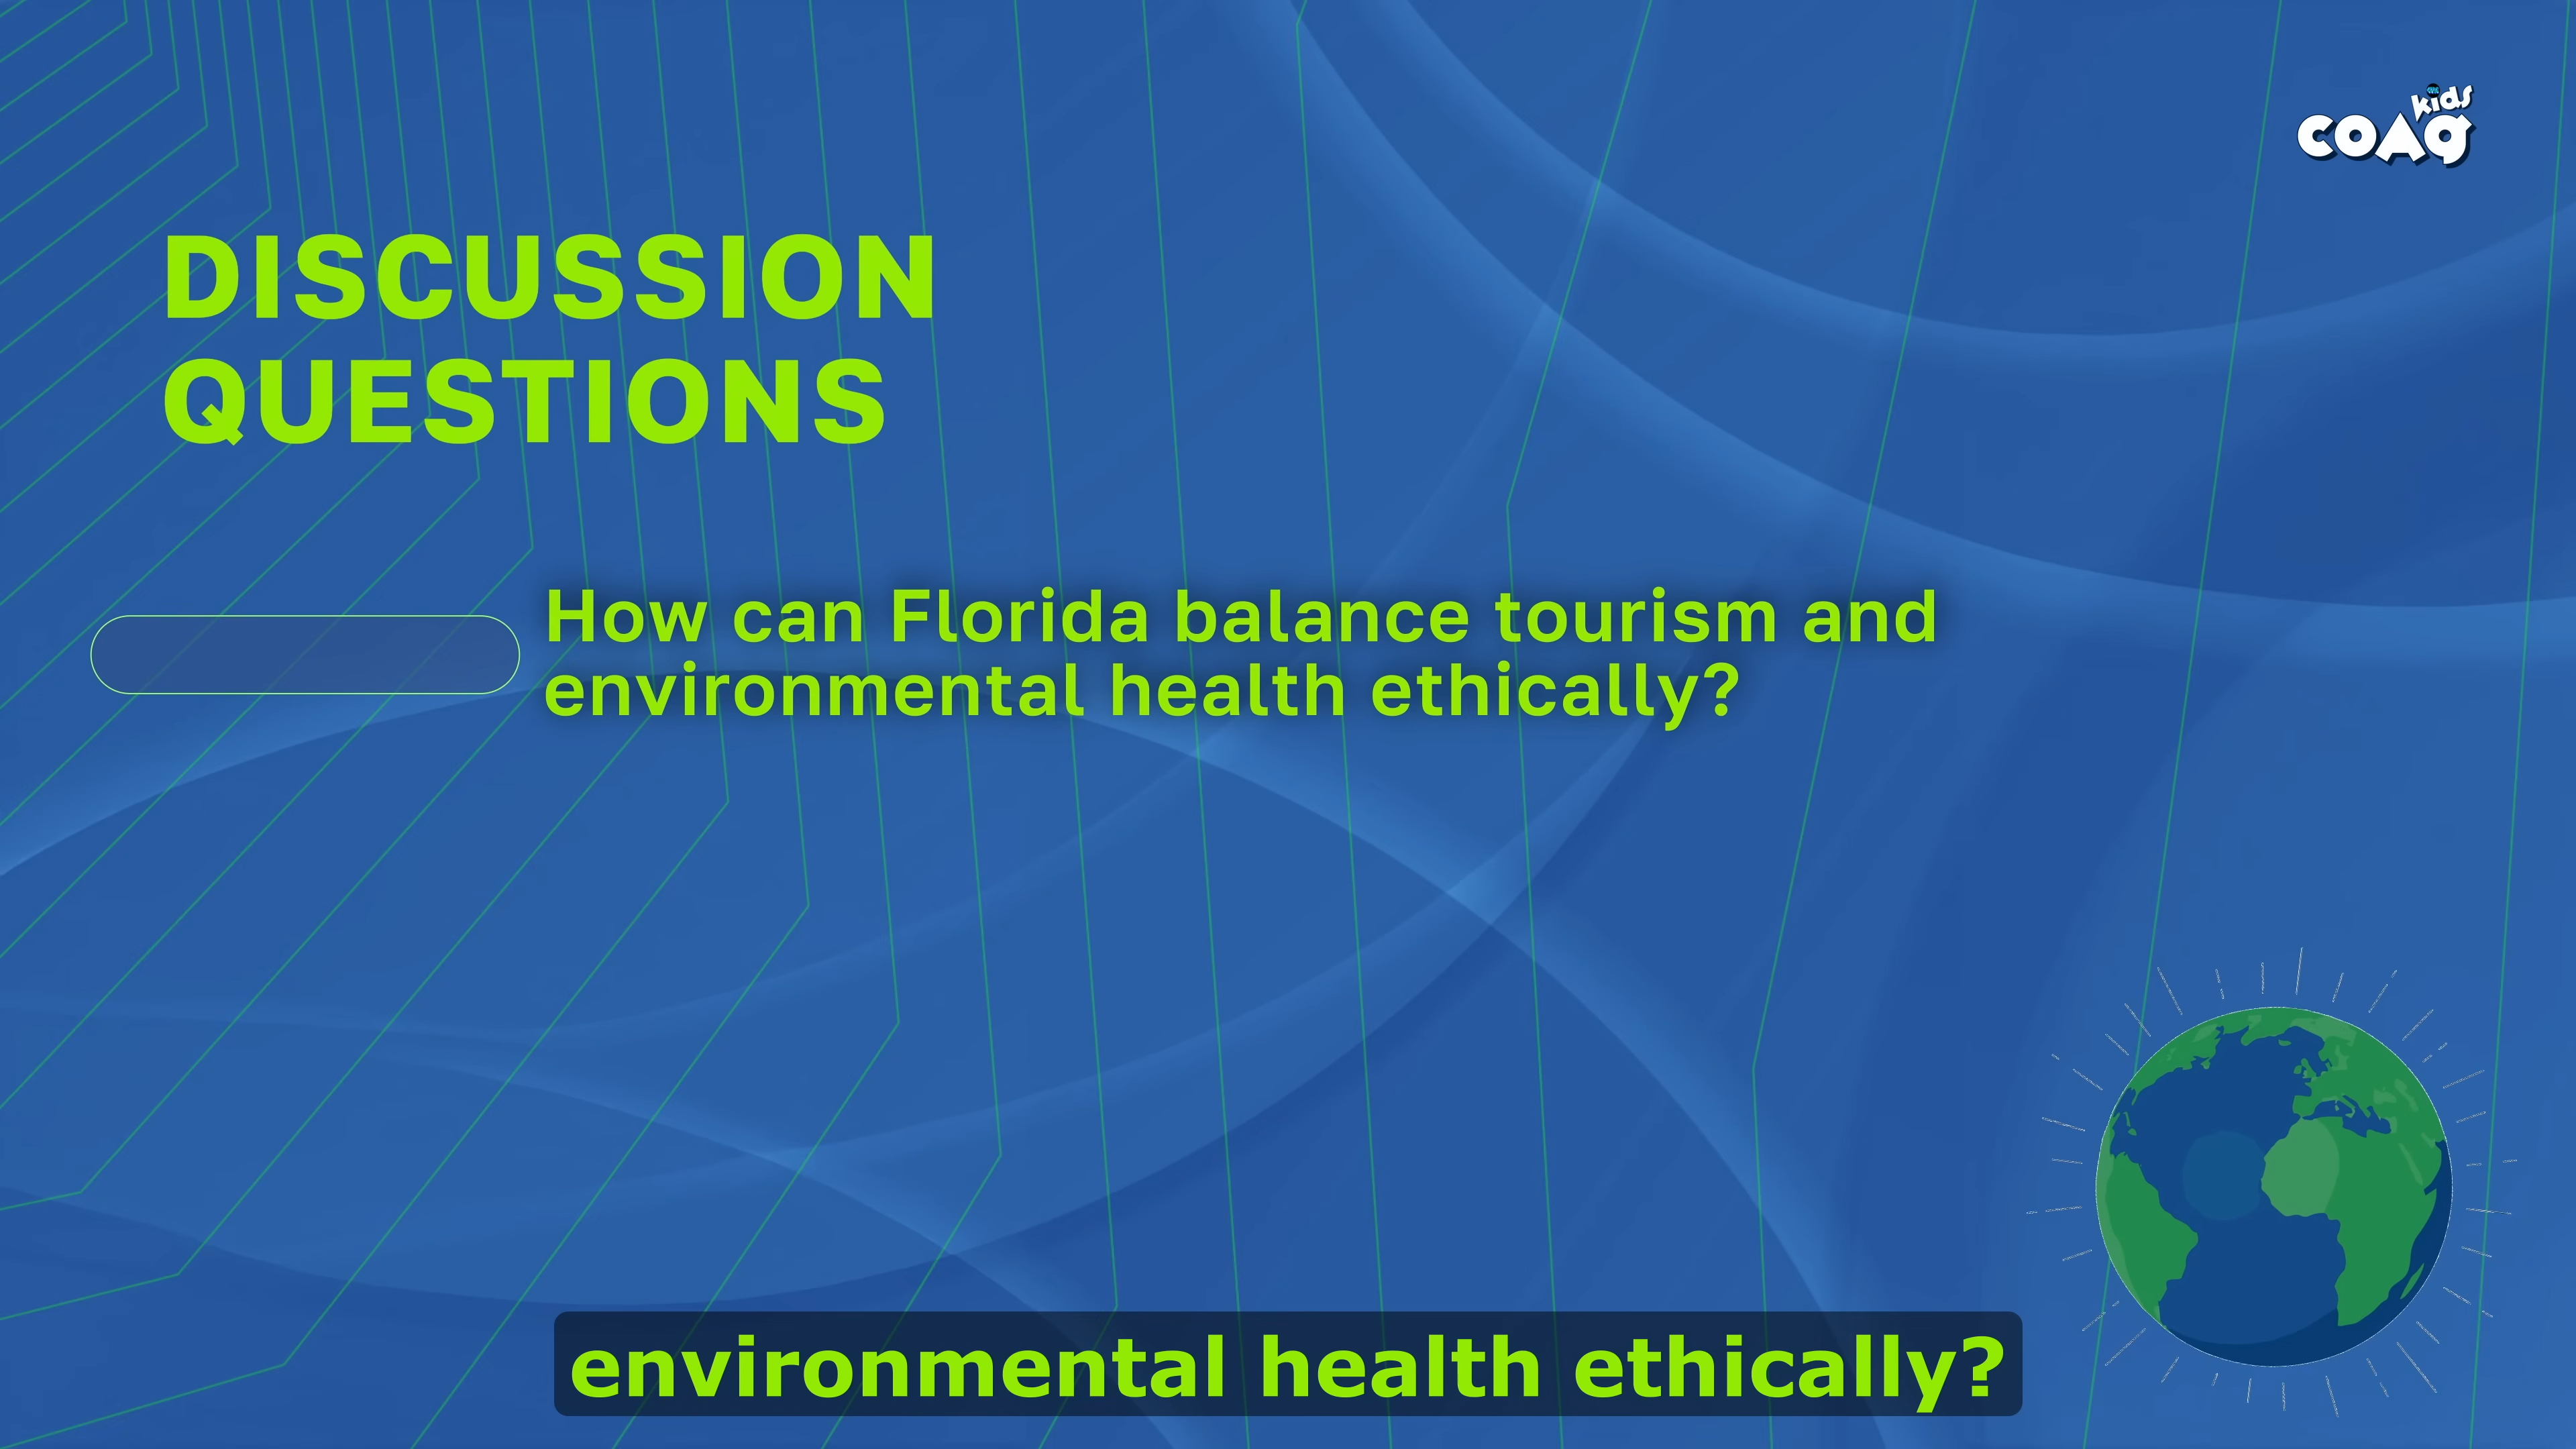 kids
COAG
DISCUSSION
QUESTIONS
How can Florida balance tourism and
environmental health ethically?
environmental health ethically?